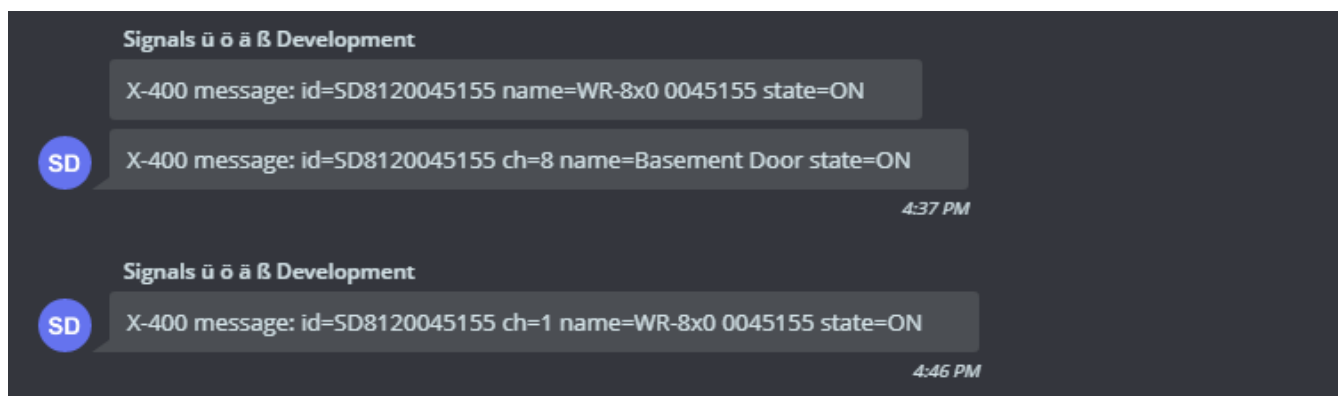 Signals ü ö ä ß Development
X-400 message: id=SD8120045155 name=WR-8x0 0045155 state=ON
SD
X-400 message: id=SD8120045155 ch=8 name=Basement Door state=ON
4:37 PM
Signals ü ö ä ß Development
SD
X-400 message: id=SD8120045155 ch=1 name=WR-8x0 0045155 state=ON
4:46 PM